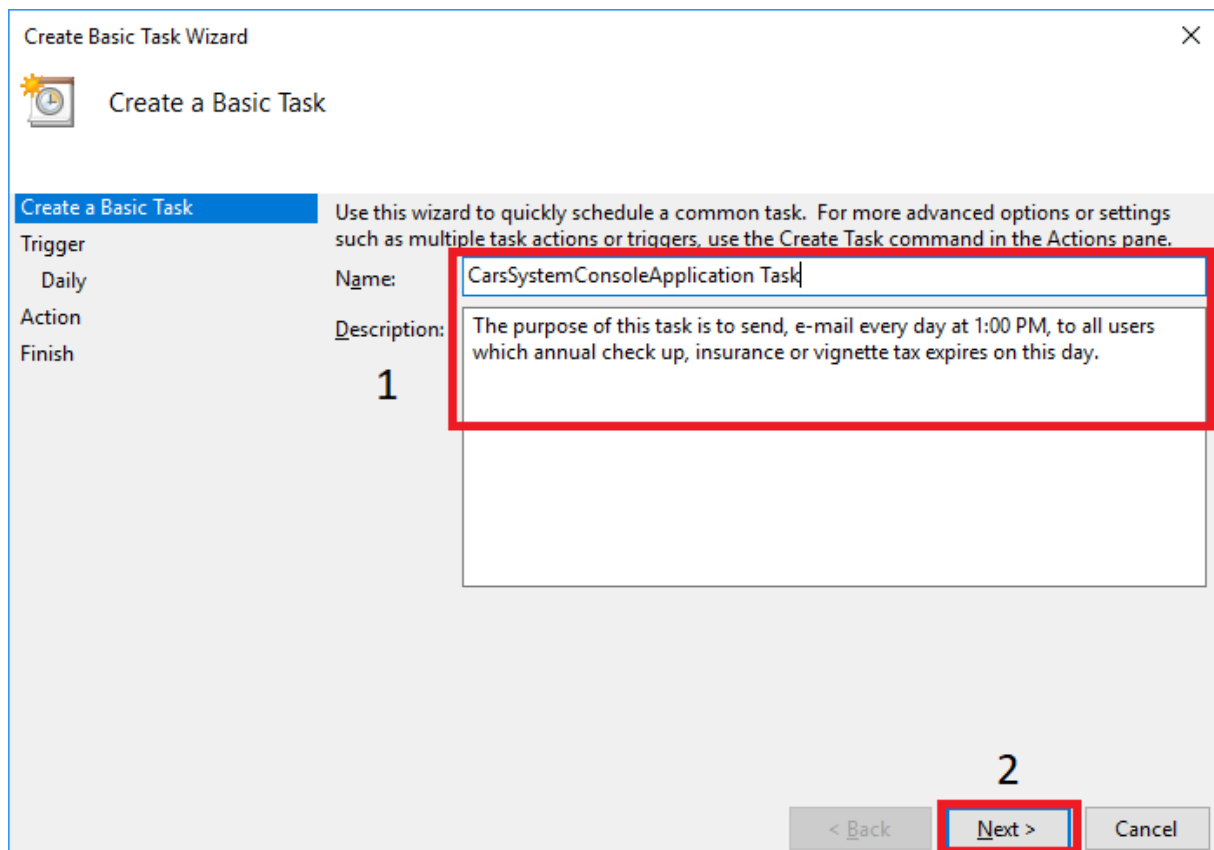 Create Basic Task Wizard
Create a Basic Task
Create a Basic Task
Use this wizard to quickly schedule a common task. For more advanced options or settings
such as multiple task actions or triggers, use the Create Task command in the Actions pane.
Trigger
Daily
Action
Finish
Name:
CarsSystemConsoleApplication Task
Description:
The purpose of this task is to send, e-mail every day at 1:00 PM, to all users
which annual check up, insurance or vignette tax expires on this day.
1
2
< Back
Next >
Cancel